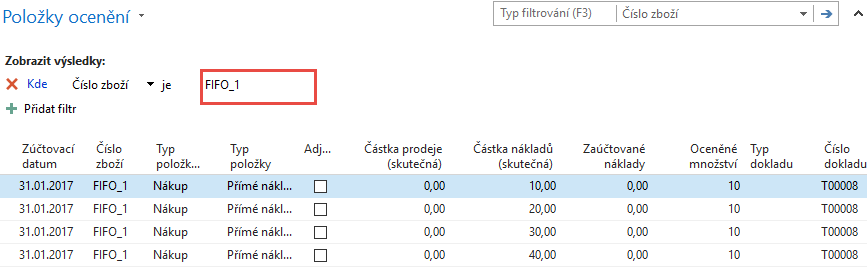 Položky ocenění
Typ filtrování (F3) Číslo zboží
Zobrazit výsledky:
Kde Číslo zboží je FIFO_1
Přidat filtr
Zúčtovací datum Číslo zboží Typ položk... Typ položky Adj... Částka prodeje (skutečná) Částka nákladů (skutečná) Zaúčtované náklady Oceněné množství Typ dokladu Číslo dokladu
31.01.2017 FIFO_1 Nákup Přímé nákl... 0,00 10,00 0,00 10 T00008
31.01.2017 FIFO_1 Nákup Přímé nákl... 0,00 20,00 0,00 10 T00008
31.01.2017 FIFO_1 Nákup Přímé nákl... 0,00 30,00 0,00 10 T00008
31.01.2017 FIFO_1 Nákup Přímé nákl... 0,00 40,00 0,00 10 T00008